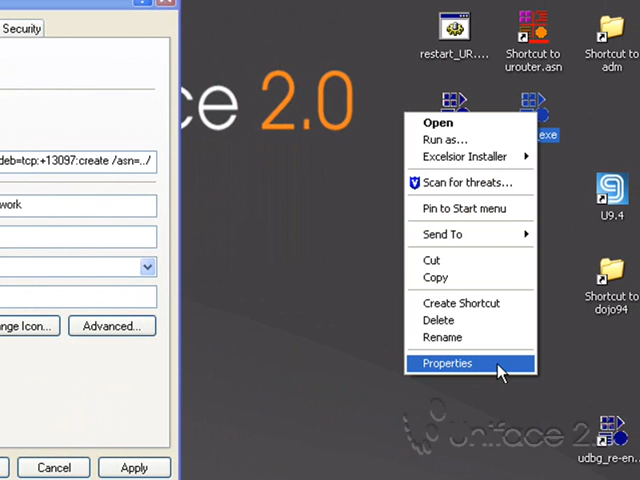 Security
deb=tcp:+13097:create /asn=../
work
nge Icon...
Advanced...
Cancel
Apply
ce 2.0
restart_UR....
Shortcut to
urouter.asn
Shortcut to
adm
.exe
Open
Run as...
Excelsior Installer
Scan for threats...
Pin to Start menu
Send To
Cut
Copy
Create Shortcut
Delete
Rename
Properties
U9.4
Shortcut to
dojo94
Uniface 2.
udbg_re-en...